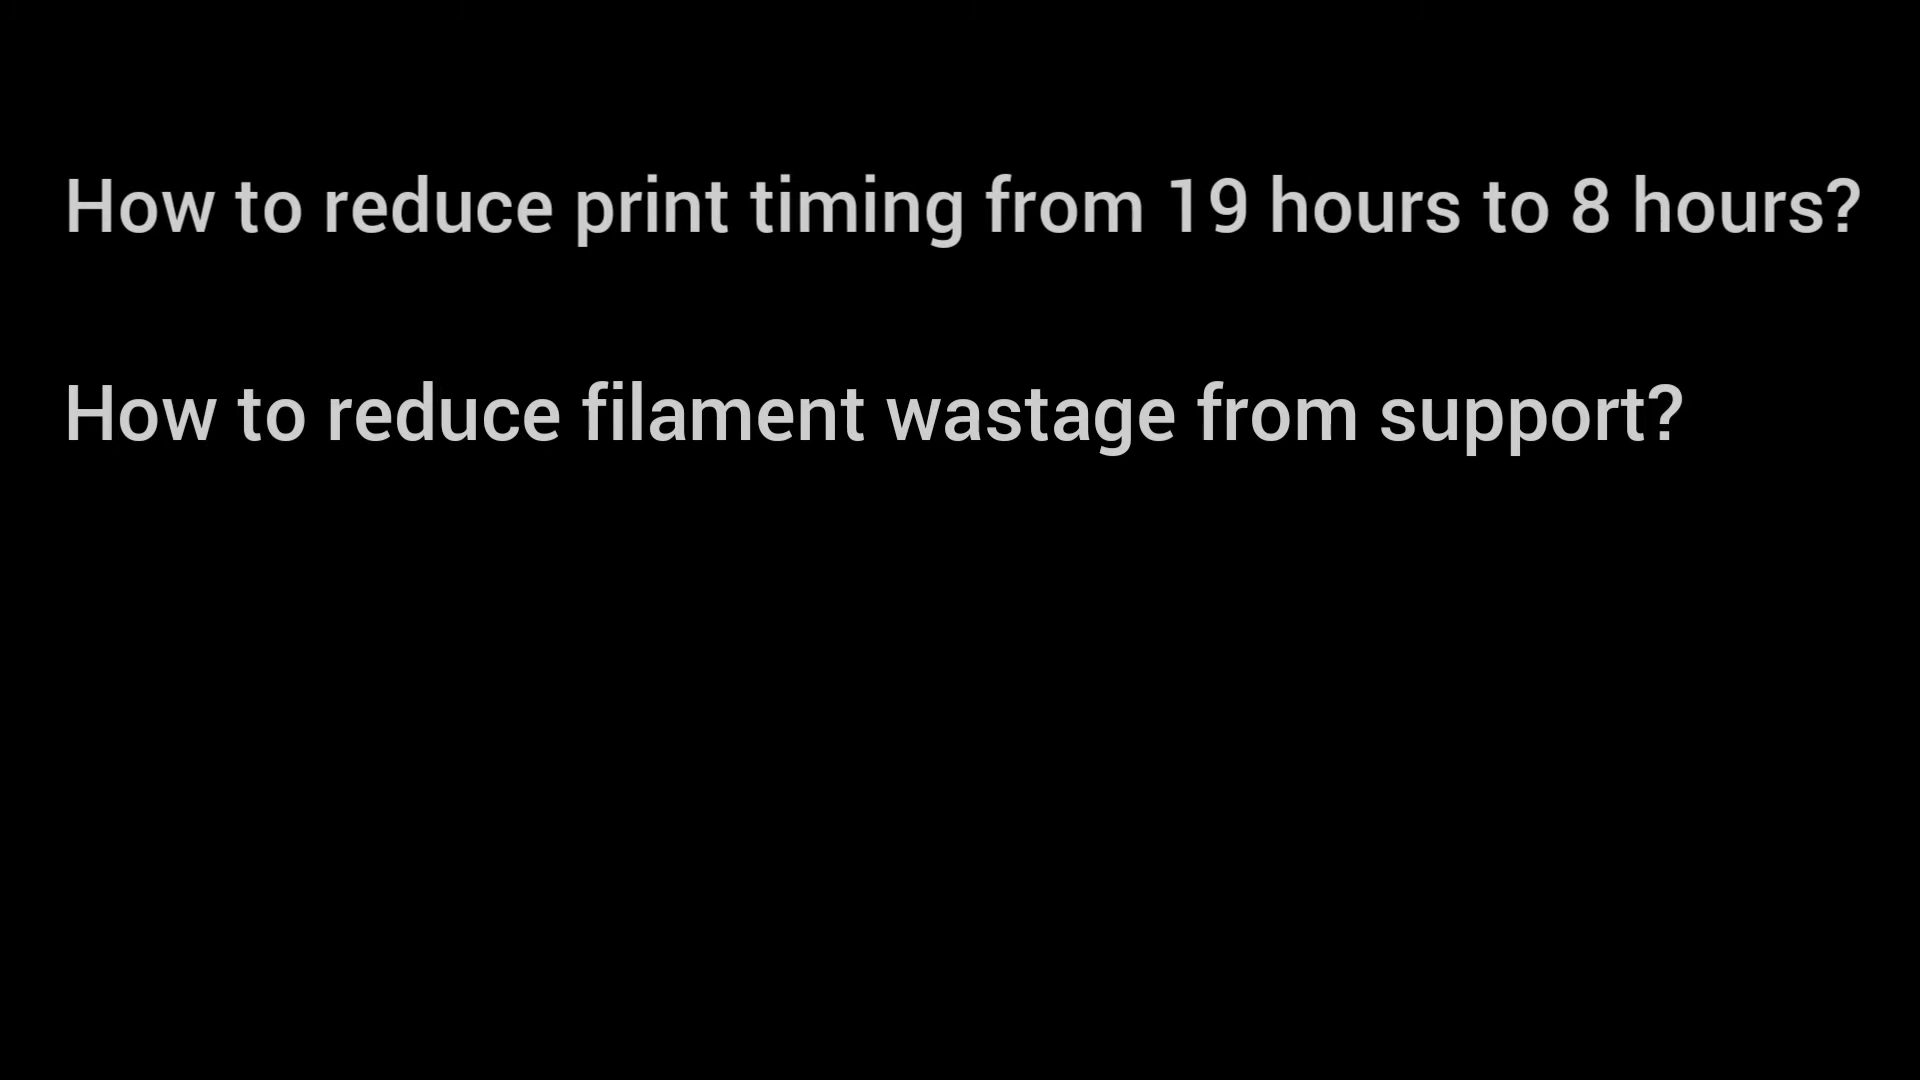 How to reduce print timing from 19 hours to 8 hours?
How to reduce filament wastage from support?